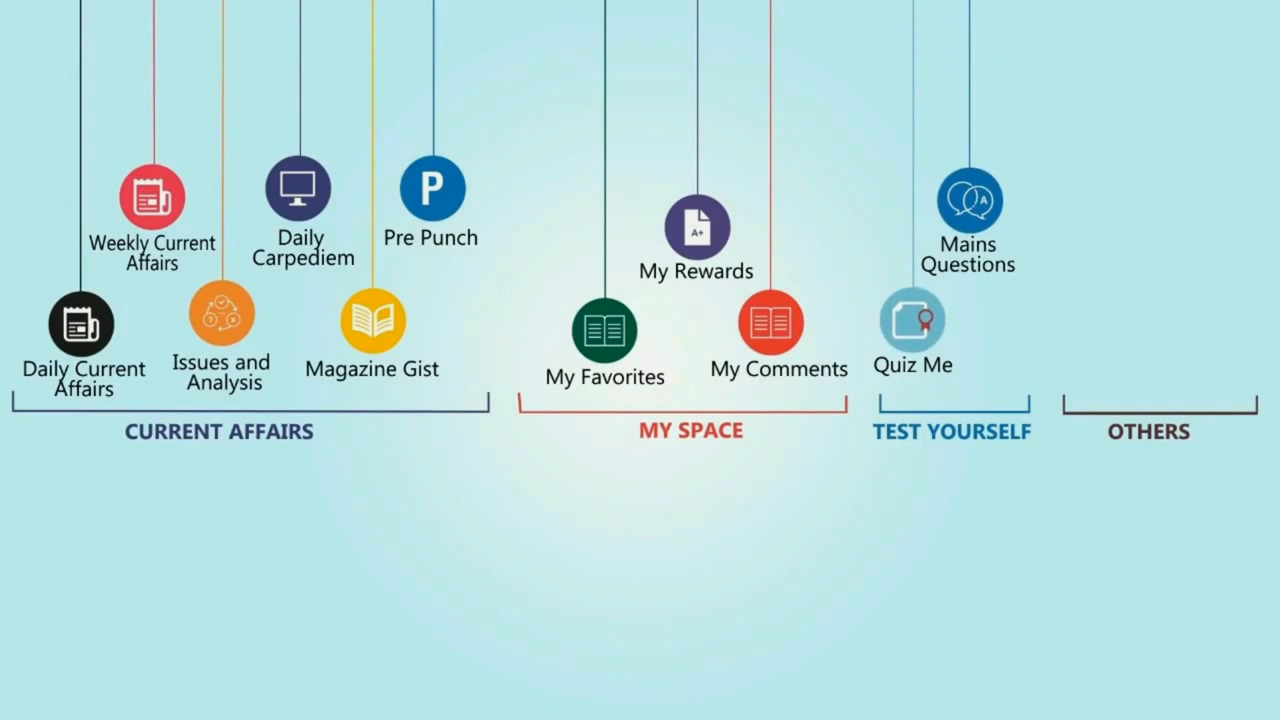 P
A+
A
Weekly Current
Affairs
Daily
Carpediem
Pre Punch
Daily Current
Affairs
Issues and
Analysis
Magazine Gist
My Favorites
My Rewards
My Comments
Mains
Questions
Quiz Me
CURRENT AFFAIRS
MY SPACE
TEST YOURSELF
OTHERS